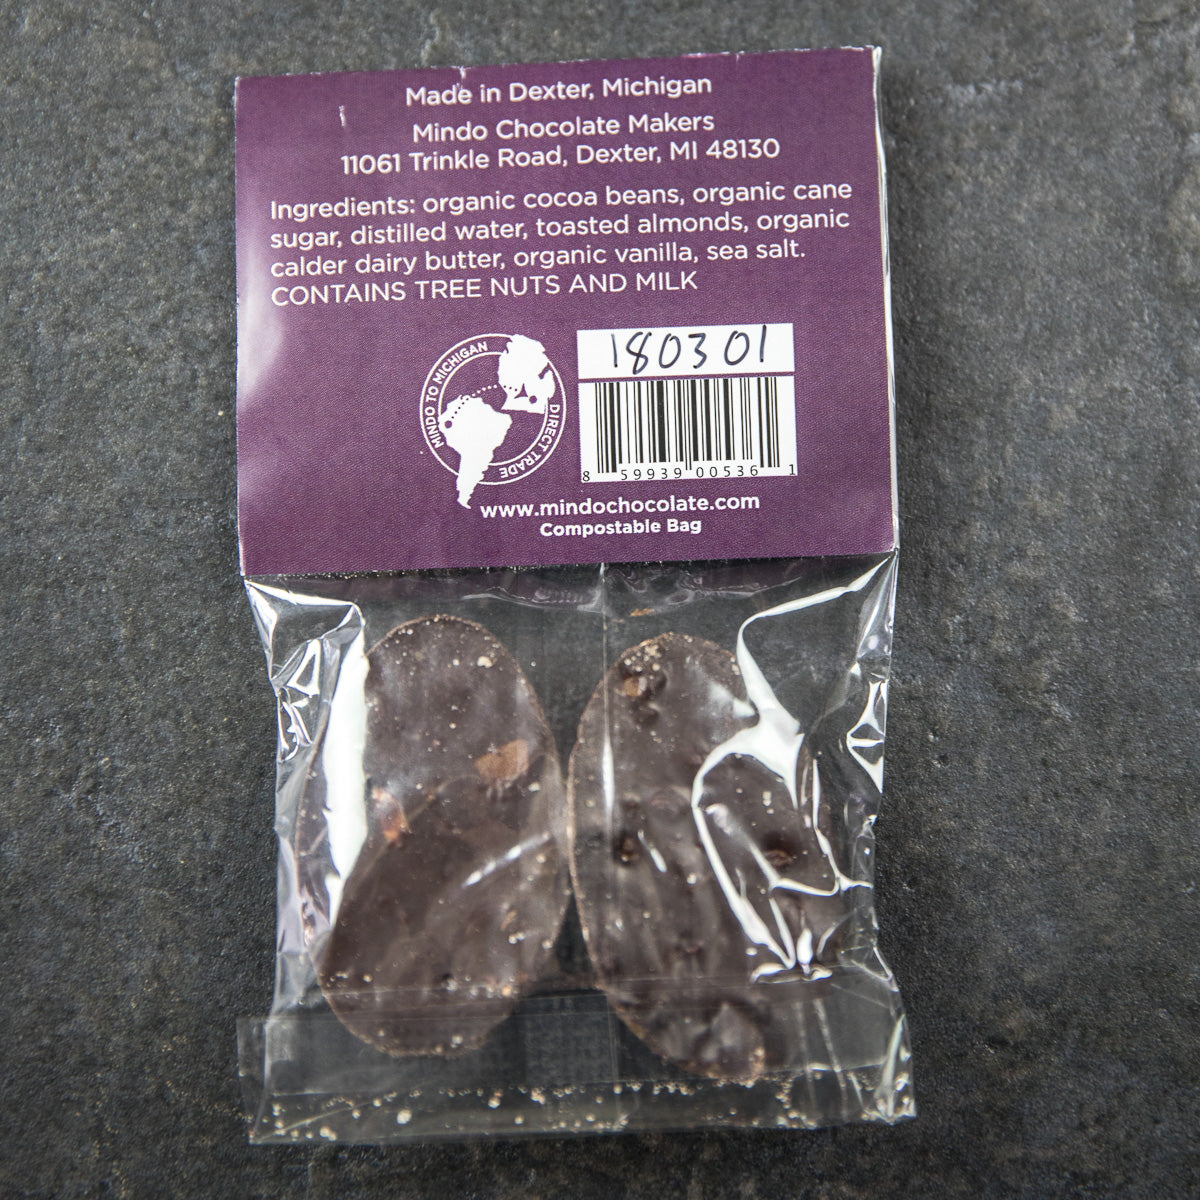 Made in Dexter, Michigan
Mindo Chocolate Makers
11061 Trinkle Road, Dexter, MI 48130
Ingredients: organic cocoa beans, organic cane
sugar, distilled water, toasted almonds, organic
calder dairy butter, organic vanilla, sea salt.
CONTAINS TREE NUTS AND MILK
MINDO TO MICHIGAN
DIRECT TRADE
180301
8 59939 00536 1
www.mindochocolate.com
Compostable Bag